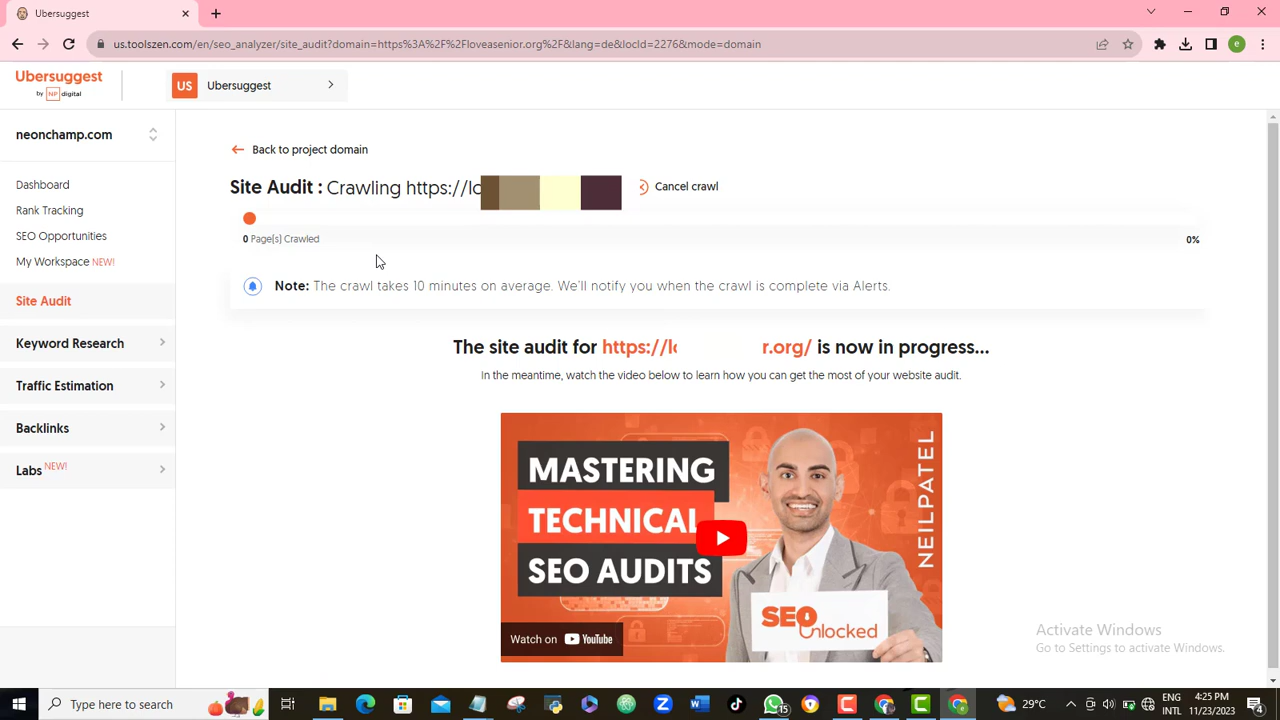 Ubersuggest
us.toolszen.com/en/seo_analyzer/site_audit?domain=https%3A%2F%2Floveasenior.org%2F&lang=de&locId=2276&mode=domain
e
Ubersuggest
by NP digital
US Ubersuggest
neonchamp.com
Dashboard
Rank Tracking
SEO Opportunities
My Workspace NEW!
Site Audit
Keyword Research
Traffic Estimation
Backlinks
Labs NEW!
Back to project domain
Site Audit : Crawling https://lo
Cancel crawl
0 Page(s) Crawled
0%
Note: The crawl takes 10 minutes on average. We'll notify you when the crawl is complete via Alerts.
The site audit for https://lo r.org/ is now in progress...
In the meantime, watch the video below to learn how you can get the most of your website audit.
MASTERING
TECHNICAL
SEO AUDITS
NEILPATEL
SEO
Unlocked
Watch on YouTube
Activate Windows
Go to Settings to activate Windows.
Type here to search
15
29°C
ENG
INTL
4:25 PM
11/23/2023
4